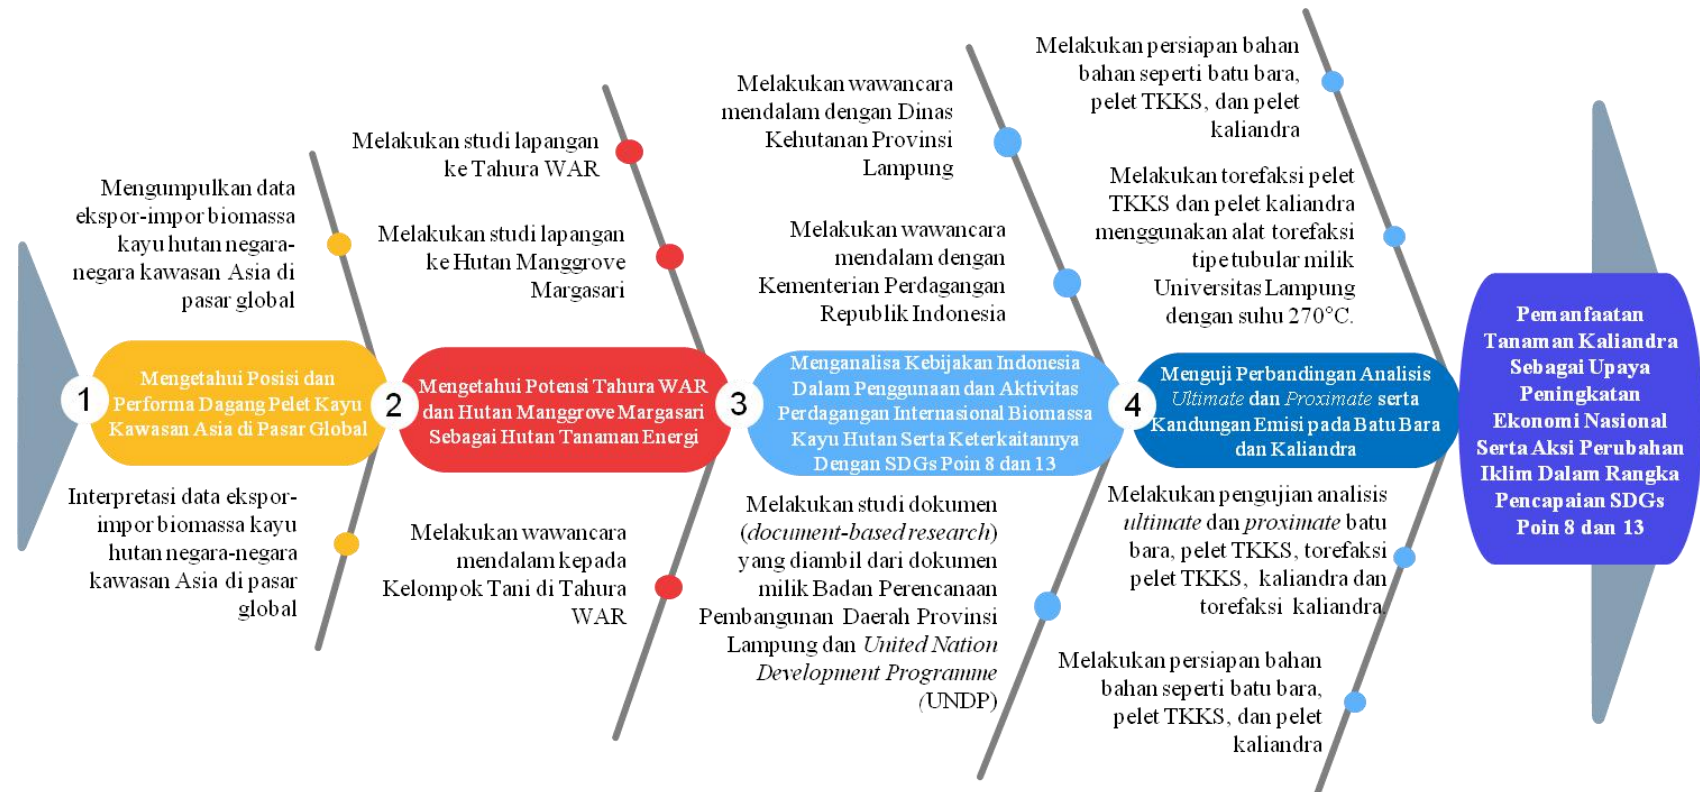 Mengumpulkan data
ekspor-impor biomassa
kayu hutan negara-
negara kawasan Asia di
pasar global
1
Mengetahui Posisi dan
Performa Dagang Pelet Kayu
Kawasan Asia di Pasar Global
Interpretasi data ekspor-
impor biomassa kayu
hutan negara-negara
kawasan Asia di pasar
global
Melakukan studi lapangan
ke Tahura WAR
Melakukan studi lapangan
ke Hutan Manggrove
Margasari
2
Mengetahui Potensi Tahura WAR
dan Hutan Manggrove Margasari
Sebagai Hutan Tanaman Energi
Melakukan wawancara
mendalam kepada
Kelompok Tani di Tahura
WAR
Melakukan wawancara
mendalam dengan Dinas
Kehutanan Provinsi
Lampung
Melakukan wawancara
mendalam dengan
Kementerian Perdagangan
Republik Indonesia
3
Menganalisa Kebijakan Indonesia
Dalam Penggunaan dan Aktivitas
Perdagangan Internasional Biomassa
Kayu Hutan Serta Keterkaitannya
Dengan SDGs Poin 8 dan 13
Melakukan studi dokumen
(document-based research)
yang diambil dari dokumen
milik Badan Perencanaan
Pembangunan Daerah Provinsi
Lampung dan United Nation
Development Programme
(UNDP)
Melakukan persiapan bahan
bahan seperti batu bara,
pelet TKKS, dan pelet
kaliandra
Melakukan torefaksi pelet
TKKS dan pelet kaliandra
menggunakan alat torefaksi
tipe tubular milik
Universitas Lampung
dengan suhu 270°C.
4
Menguji Perbandingan Analisis
Ultimate dan Proximate serta
Kandungan Emisi pada Batu Bara
dan Kaliandra
Melakukan pengujian analisis
ultimate dan proximate batu
bara, pelet TKKS, torefaksi
pelet TKKS, kaliandra dan
torefaksi kaliandra.
Melakukan persiapan bahan
bahan seperti batu bara,
pelet TKKS, dan pelet
kaliandra
Pemanfaatan
Tanaman Kaliandra
Sebagai Upaya
Peningkatan
Ekonomi Nasional
Serta Aksi Perubahan
Iklim Dalam Rangka
Pencapaian SDGs
Poin 8 dan 13